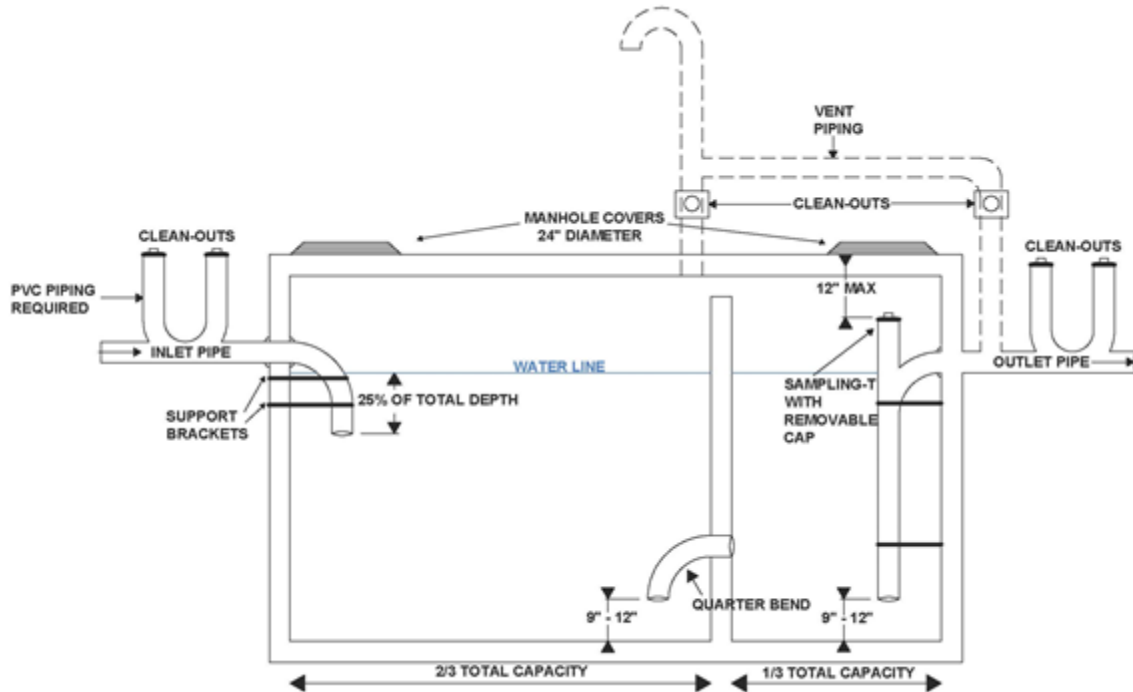 VENT
PIPING
CLEAN-OUTS
MANHOLE COVERS
24" DIAMETER
CLEAN-OUTS
CLEAN-OUTS
PVC PIPING
REQUIRED
12" MAX
INLET PIPE
OUTLET PIPE
WATER LINE
25% OF TOTAL DEPTH
SUPPORT
BRACKETS
SAMPLING-T
WITH
REMOVABLE
CAP
QUARTER BEND
9" - 12"
9" - 12"
2/3 TOTAL CAPACITY
1/3 TOTAL CAPACITY